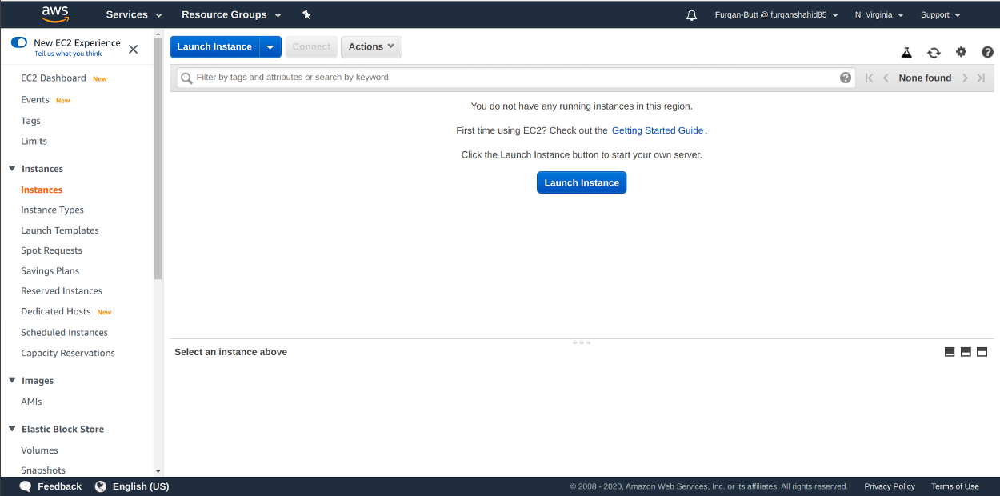 aws Services Resource Groups Furqan-Butt @ furqanshahid85 N. Virginia Support
New EC2 Experience
Tell us what you think
EC2 Dashboard New
Events New
Tags
Limits
Instances
Instances
Instance Types
Launch Templates
Spot Requests
Savings Plans
Reserved Instances
Dedicated Hosts New
Scheduled Instances
Capacity Reservations
Images
AMIs
Elastic Block Store
Volumes
Snapshots
Launch Instance Connect Actions
Filter by tags and attributes or search by keyword None found
You do not have any running instances in this region.
First time using EC2? Check out the Getting Started Guide.
Click the Launch Instance button to start your own server.
Launch Instance
Select an instance above
Feedback English (US) © 2008 - 2020, Amazon Web Services, Inc. or its affiliates. All rights reserved. Privacy Policy Terms of Use